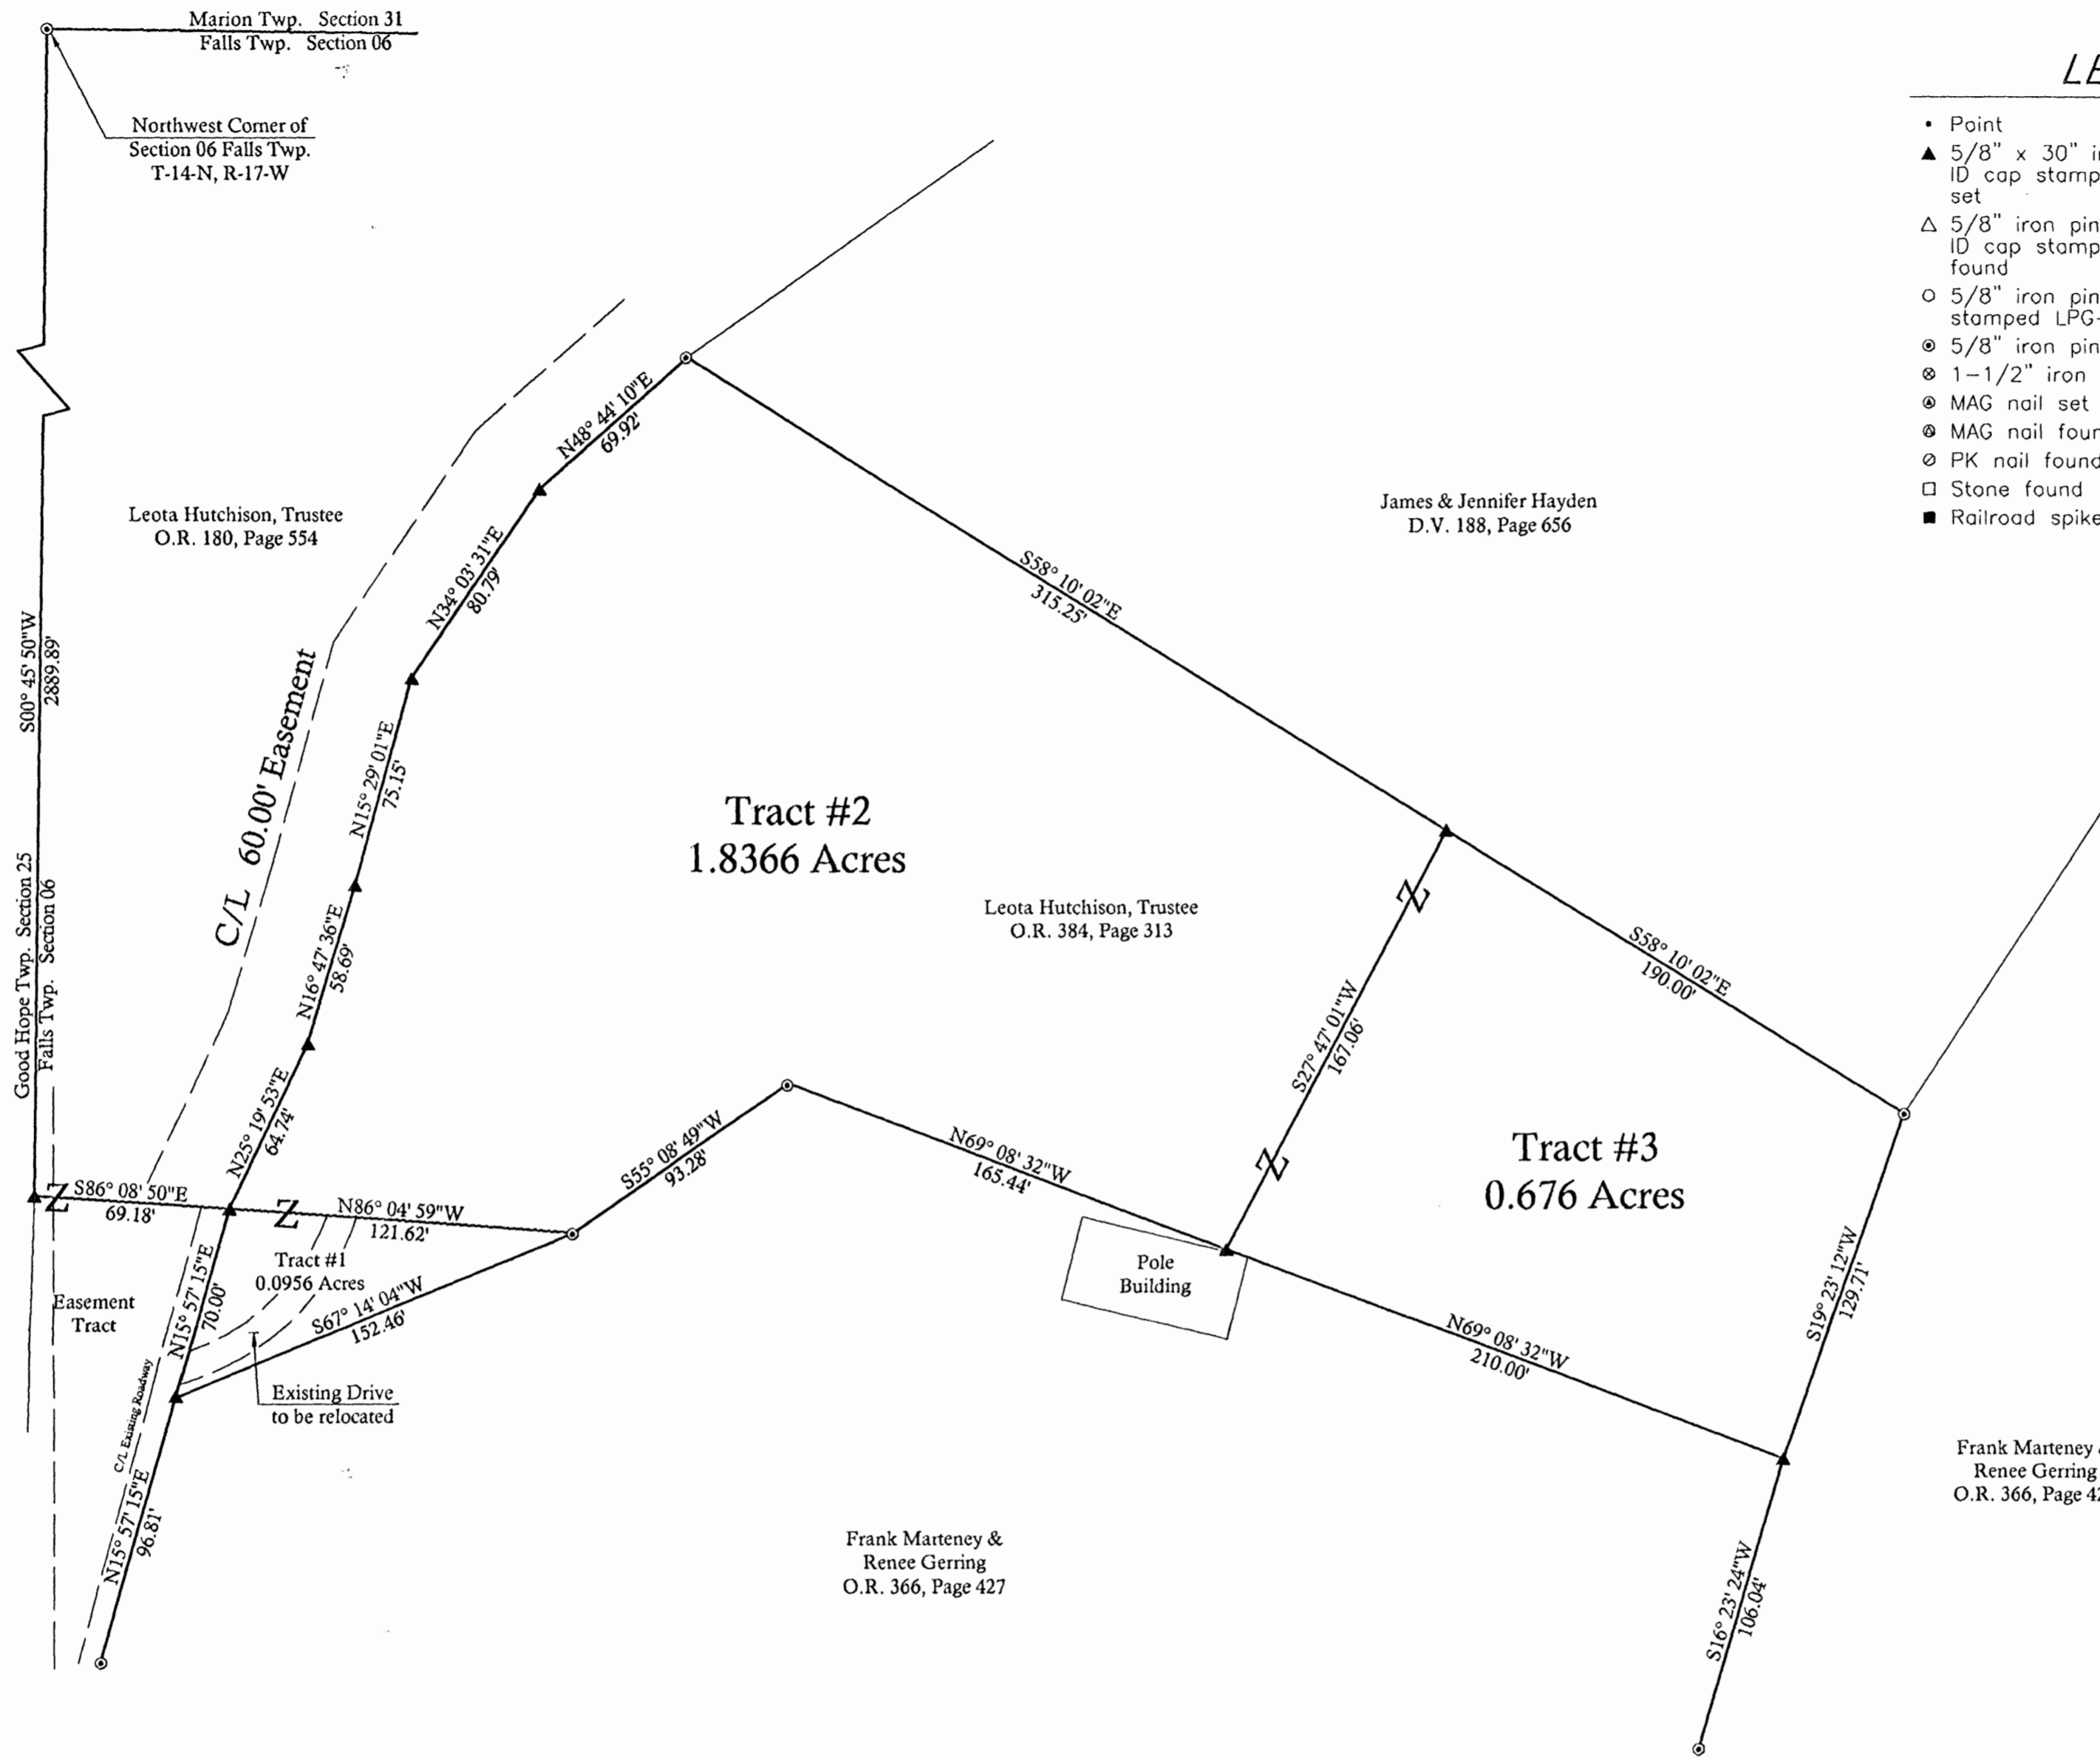 Marion Twp. Section 31
Falls Twp. Section 06
Northwest Corner of
Section 06 Falls Twp.
T-14-N, R-17-W
• Point
▲ 5/8" x 30"
ID cap
set
△ 5/8" iron pin
ID cap
found
○ 5/8" iron pin
stamped
5/8" iron pin
1-1/2" iron
MAG nail set
MAG nail
PK nail found
□ Stone found
■ Railroad spike
N48° 44' 10"E
69.92'
Leota Hutchison, Trustee
O.R. 180, Page 554
James & Jennifer Hayden
D.V. 188, Page 656
N34° 03' 31"E
80.79'
S58° 10' 02"E
315.25'
S00° 45' 50"W
2889.89'
C/L 60.00' Easement
N15° 29' 01"E
75.15'
Tract #2
1.8366 Acres
Leota Hutchison, Trustee
O.R. 384, Page 313
Good Hope Twp. Section 25
Falls Twp. Section 06
N16° 47' 36"E
58.69'
S58° 10' 02"E
190.00'
S27° 47' 01"W
167.06'
N25° 19' 53"E
64.74'
S55° 08' 49"W
93.28'
N69° 08' 32"W
165.44'
Tract #3
0.676 Acres
S86° 08' 50"E
69.18'
N86° 04' 59"W
121.62'
Tract #1
0.0956 Acres
N15° 57' 15"E
70.00'
S67° 14' 04"W
152.46'
Easement
Tract
Pole
Building
S19° 23' 12"W
129.71'
N69° 08' 32"W
210.00'
Existing Drive
to be relocated
C/L Existing Roadway
N15° 57' 15"E
96.81'
Frank Marteney &
Renee Gerring
O.R. 366, Page 427
Frank Marteney
Renee Gerring
O.R. 366, Page
S16° 23' 24"W
106.04'